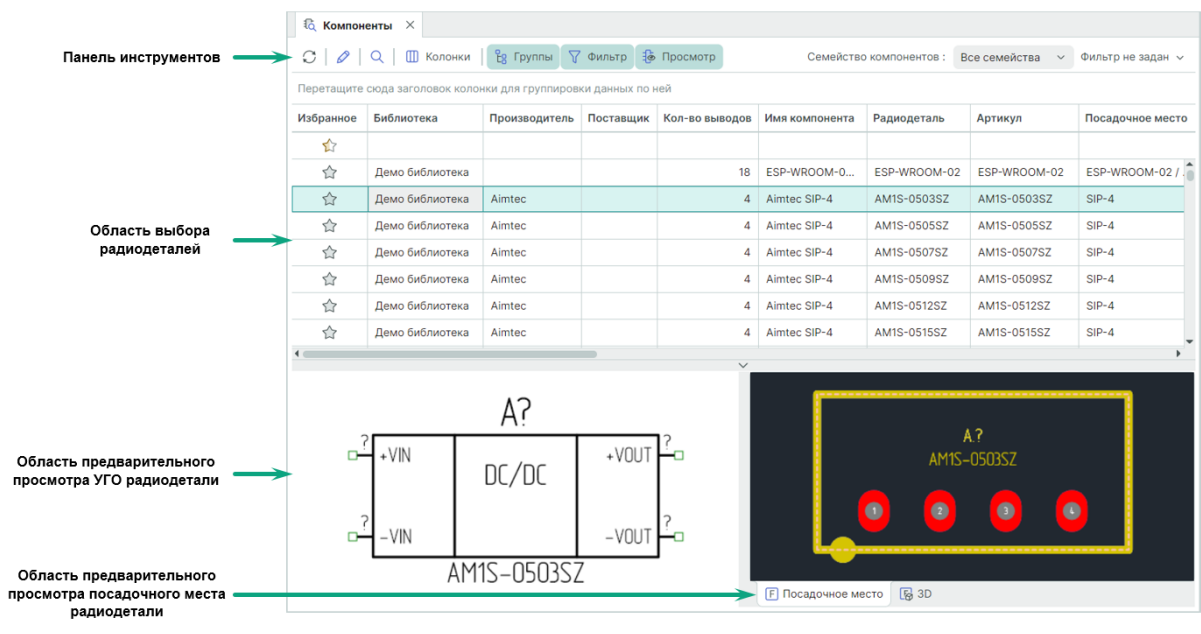 Компоненты
Панель инструментов
Колонки Группы Фильтр Просмотр Семейство компонентов : Все семейства Фильтр не задан
Перетащите сюда заголовок колонки для группировки данных по ней
Избранное Библиотека Производитель Поставщик Кол-во выводов Имя компонента Радиодеталь Артикул Посадочное место
Демо библиотека 18 ESP-WROOM-0... ESP-WROOM-02 ESP-WROOM-02 ESP-WROOM-02 /
Демо библиотека Aimtec 4 Aimtec SIP-4 AM1S-0503SZ AM1S-0503SZ SIP-4
Демо библиотека Aimtec 4 Aimtec SIP-4 AM1S-0505SZ AM1S-0505SZ SIP-4
Демо библиотека Aimtec 4 Aimtec SIP-4 AM1S-0507SZ AM1S-0507SZ SIP-4
Демо библиотека Aimtec 4 Aimtec SIP-4 AM1S-0509SZ AM1S-0509SZ SIP-4
Демо библиотека Aimtec 4 Aimtec SIP-4 AM1S-0512SZ AM1S-0512SZ SIP-4
Демо библиотека Aimtec 4 Aimtec SIP-4 AM1S-0515SZ AM1S-0515SZ SIP-4
Область выбора
радиодеталей
A?
? ?
+VIN DC/DC +VOUT
? ?
-VIN -VOUT
AM1S-0503SZ
A?
AM1S-0503SZ
1 2 3 4
Область предварительного
просмотра УГО радиодетали
Область предварительного
просмотра посадочного места
радиодетали
F Посадочное место 3D